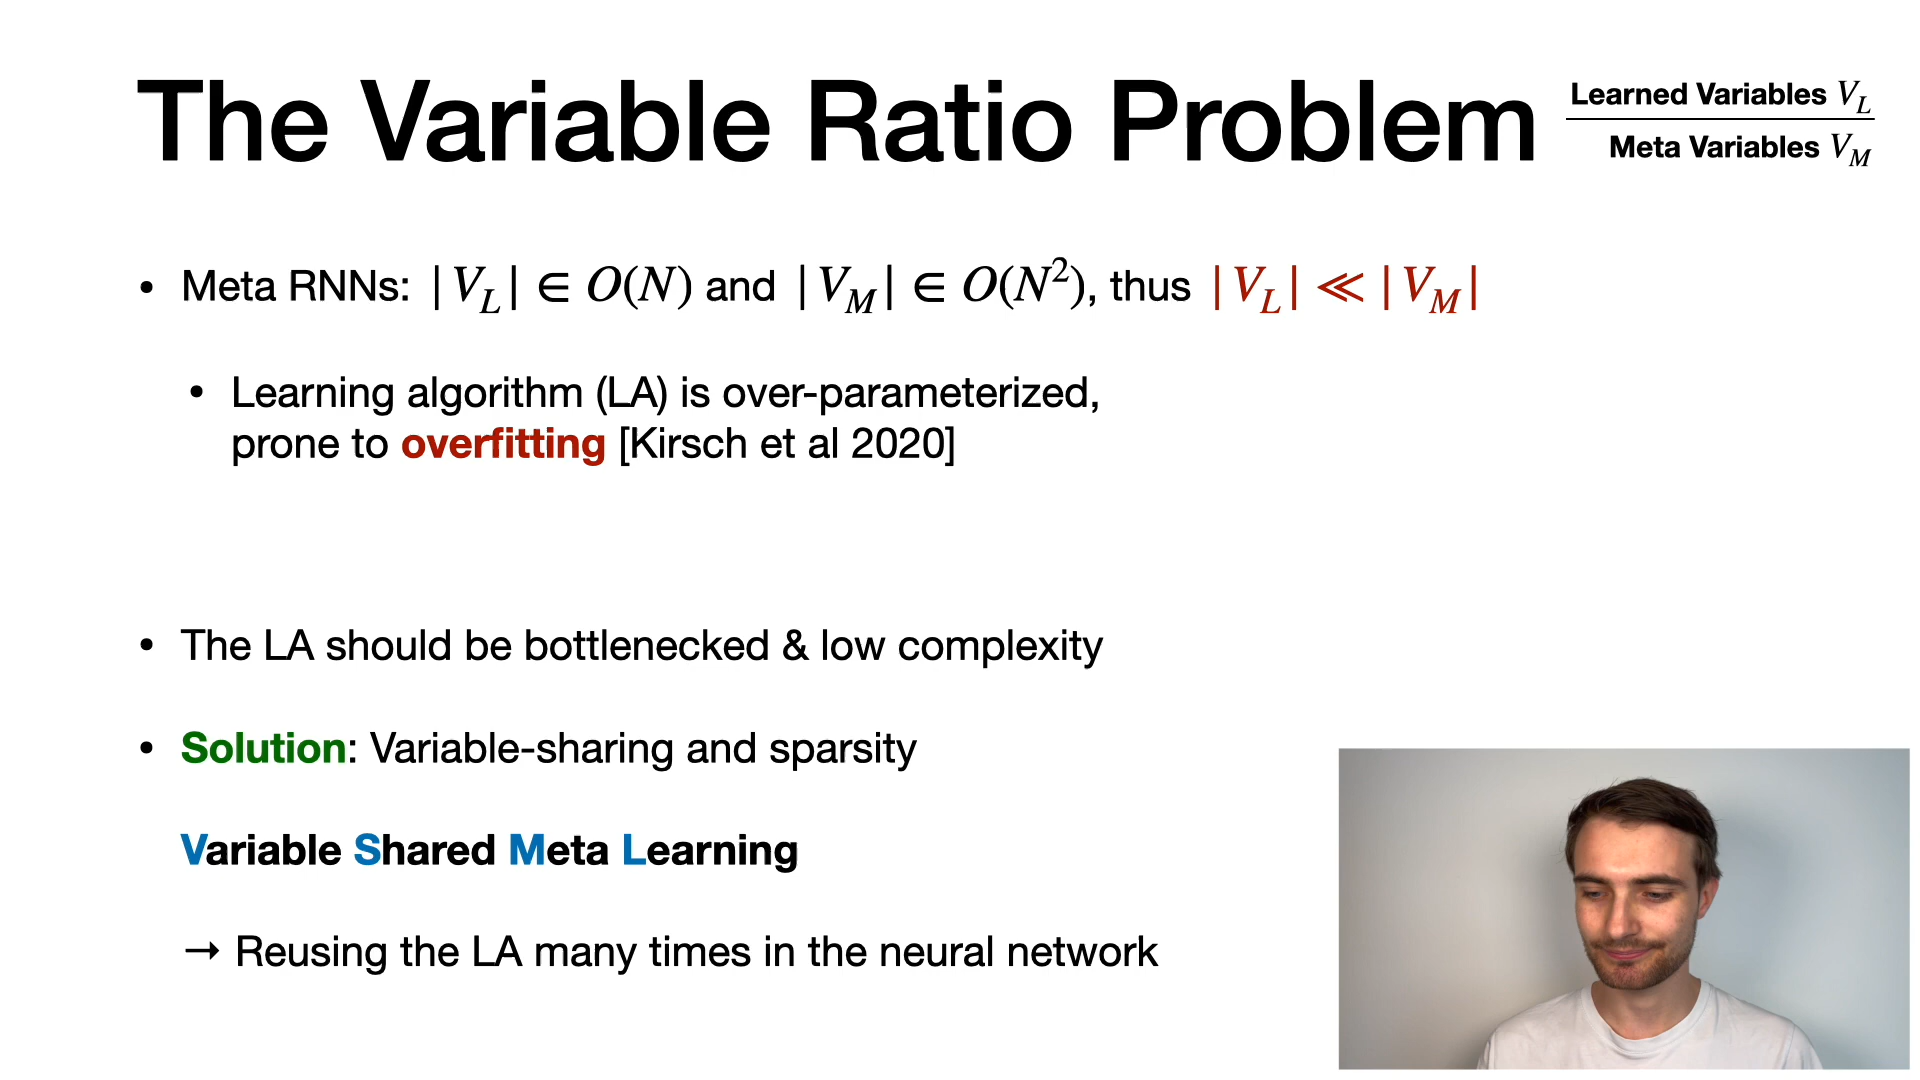 The Variable Ratio Problem
Learned Variables V_L
Meta Variables V_M
• Meta RNNs: |V_L| ∈ O(N) and |V_M| ∈ O(N²), thus |V_L| ≪ |V_M|
• Learning algorithm (LA) is over-parameterized,
prone to overfitting [Kirsch et al 2020]
• The LA should be bottlenecked & low complexity
• Solution: Variable-sharing and sparsity
Variable Shared Meta Learning
→ Reusing the LA many times in the neural network